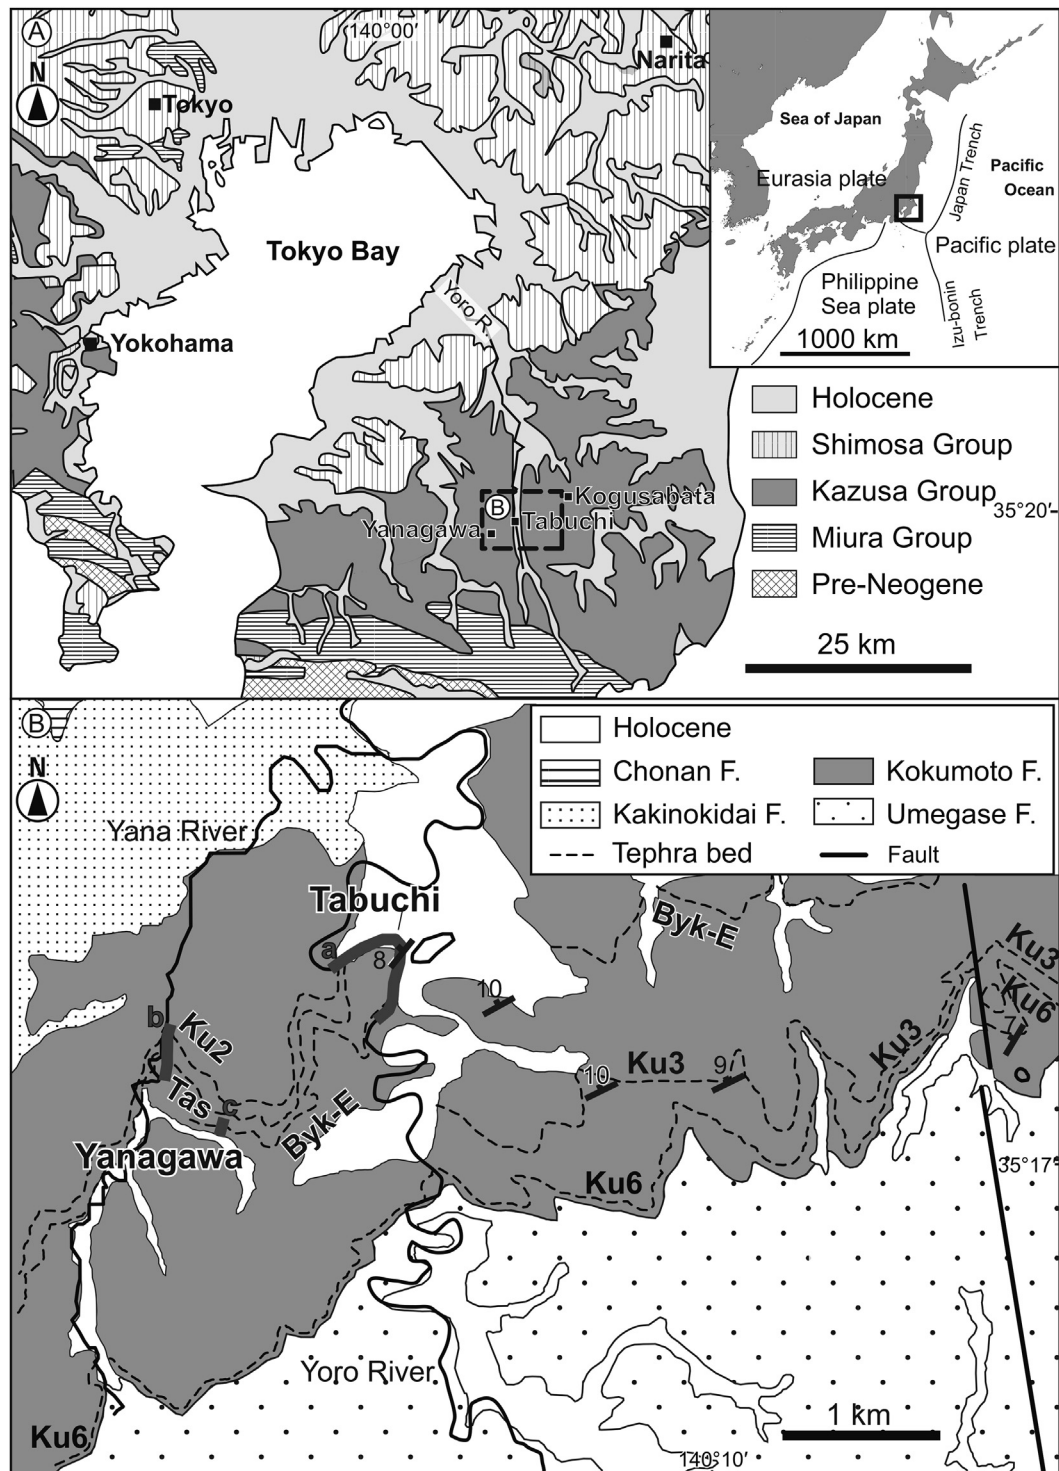 A
140°00′
N
Narita
Tokyo
Sea of Japan
Pacific
Ocean
Japan Trench
Eurasia plate
Pacific plate
Philippine
Sea plate
Izu-bonin
Trench
1000 km
Tokyo Bay
Yoro R.
Yokohama
Holocene
Shimosa Group
Kazusa Group
35°20′
Miura Group
Pre-Neogene
25 km
B
Kogusabata
Tabuchi
Yanagawa
B
N
Holocene
Chonan F.
Kokumoto F.
Kakinokidai F.
Umegase F.
Tephra bed
Fault
Yana River
Tabuchi
Byk-E
a
8
10
Ku3
Ku6
7
b
Ku2
Ku3
Ku3
10
9
Tas
c
Byk-E
Yanagawa
Ku6
35°17′
Yoro River
1 km
Ku6
140°10′